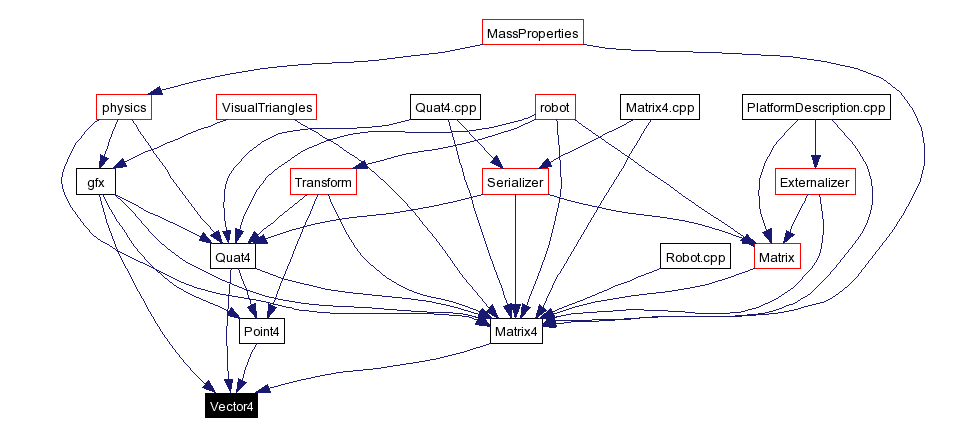 MassProperties
physics
VisualTriangles
Quat4.cpp
robot
Matrix4.cpp
PlatformDescription.cpp
gfx
Transform
Serializer
Externalizer
Quat4
Robot.cpp
Matrix
Point4
Matrix4
Vector4